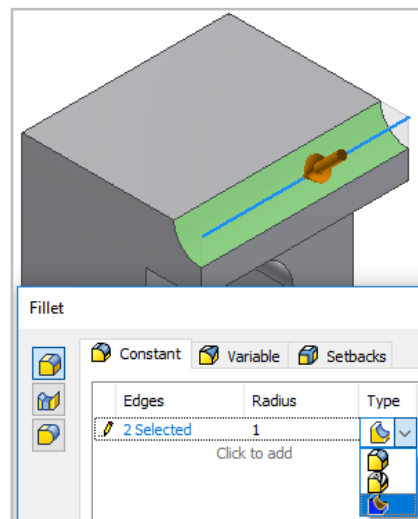 Fillet
Constant Variable Setbacks
Edges Radius Type
2 Selected 1
Click to add